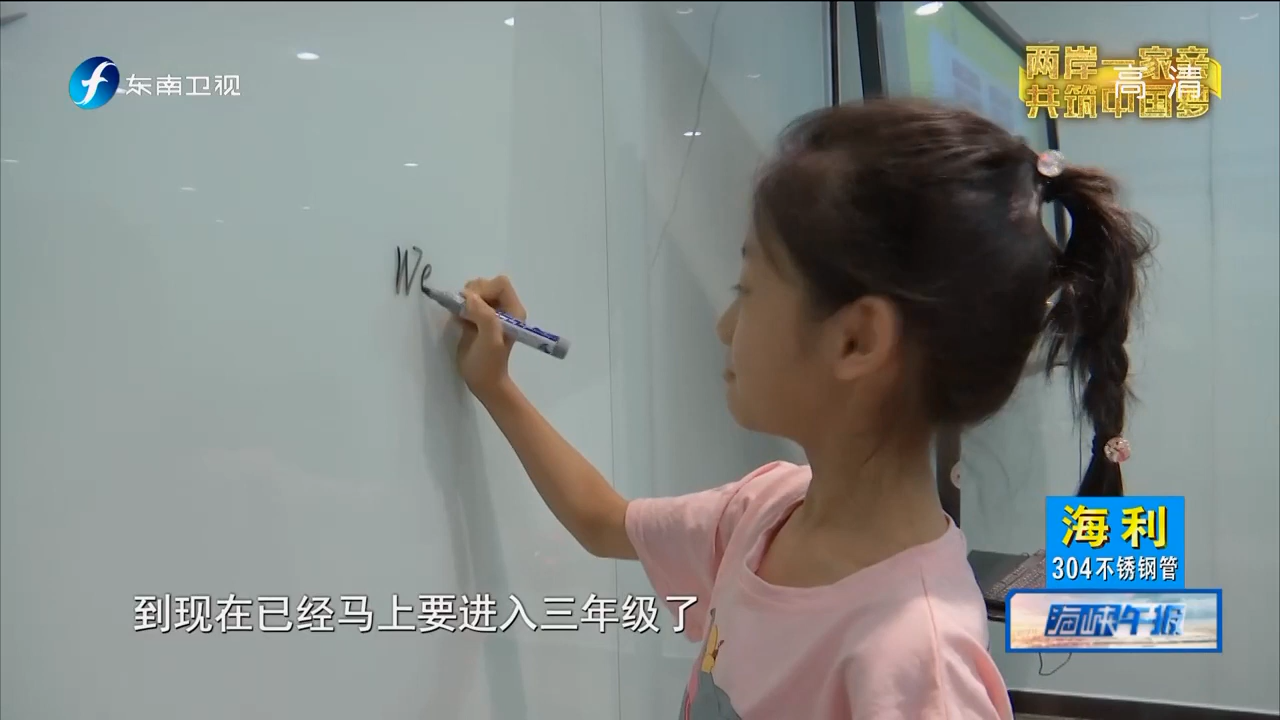 东南卫视
两岸一家亲
共筑中国梦
高清
We
海利
304不锈钢管
海峡午报
到现在已经马上要进入三年级了